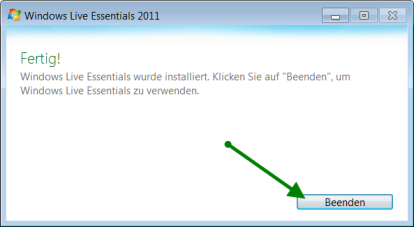 Windows Live Essentials 2011
Fertig!
Windows Live Essentials wurde installiert. Klicken Sie auf "Beenden", um
Windows Live Essentials zu verwenden.
Beenden